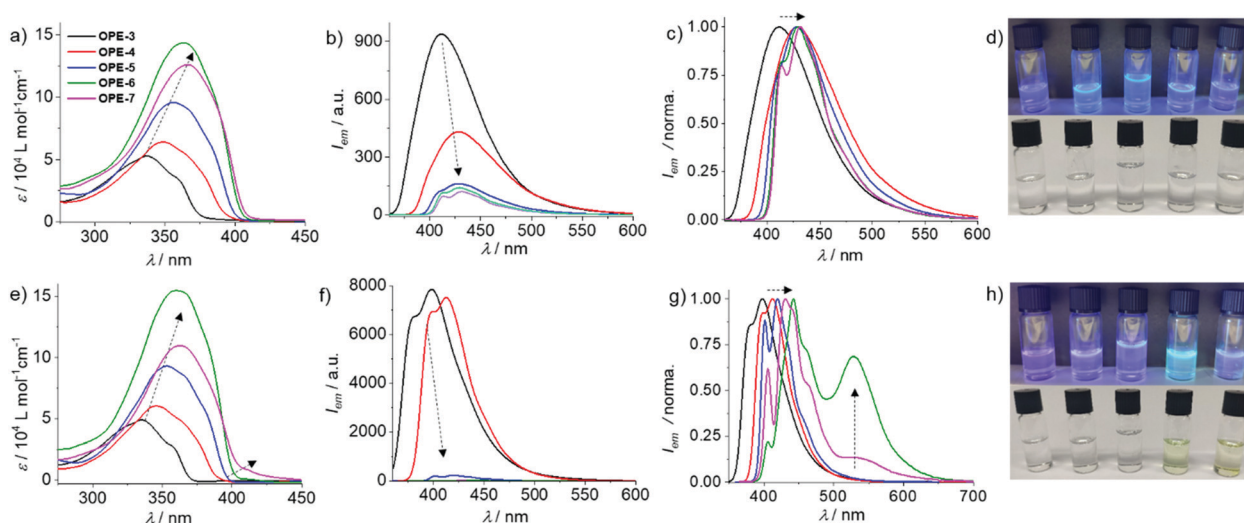 a)
OPE-3
OPE-4
OPE-5
OPE-6
OPE-7
ε / 10⁴ L mol⁻¹cm⁻¹
15
10
5
0
300 350 400 450
λ / nm
b)
I_em / a.u.
900
750
600
450
300
150
0
400 450 500 550 600
λ / nm
c)
I_em / norma.
1.00
0.75
0.50
0.25
0.00
400 450 500 550 600
λ / nm
d)
e)
ε / 10⁴ L mol⁻¹cm⁻¹
15
10
5
0
300 350 400 450
λ / nm
f)
I_em / a.u.
8000
6000
4000
2000
0
400 450 500 550 600
λ / nm
g)
I_em / norma.
1.00
0.75
0.50
0.25
0.00
400 500 600 700
λ / nm
h)